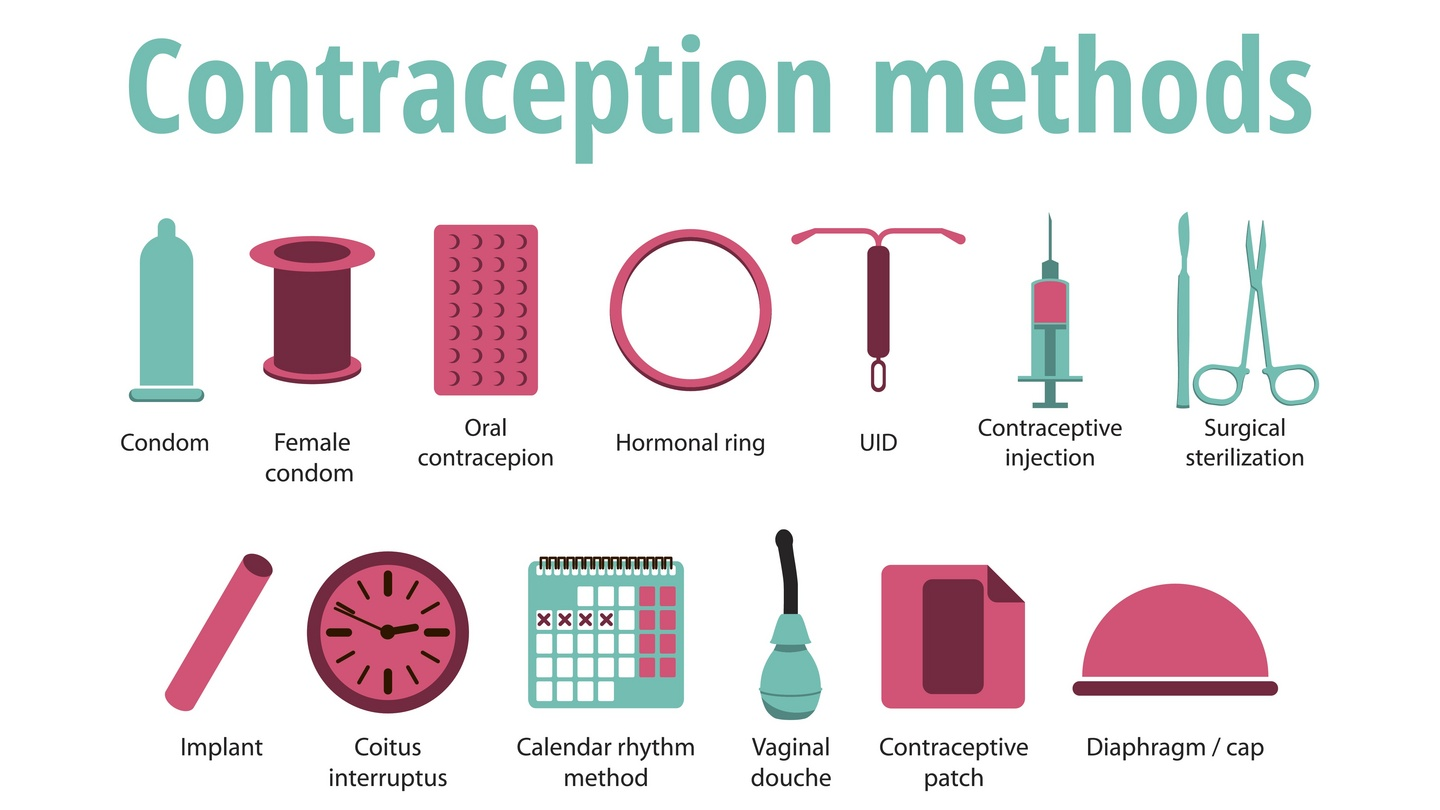 Contraception methods
Condom
Female
condom
Oral
contracepion
Hormonal ring
UID
Contraceptive
injection
Surgical
sterilization
Implant
Coitus
interruptus
Calendar rhythm
method
Vaginal
douche
Contraceptive
patch
Diaphragm / cap